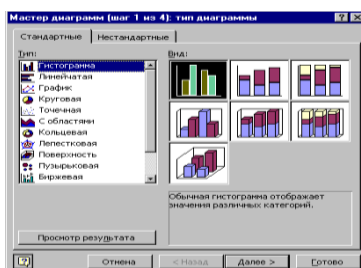 Мастер диаграмм (шаг 1 из 4): тип диаграммы
Стандартные Нестандартные
Тип:
Вид:
Гистограмма
Линейчатая
График
Круговая
Точечная
С областями
Кольцевая
Лепестковая
Поверхность
Пузырьковая
Биржевая
Обычная гистограмма отображает
значения различных категорий.
Просмотр результата
Отмена < Назад Далее > Готово